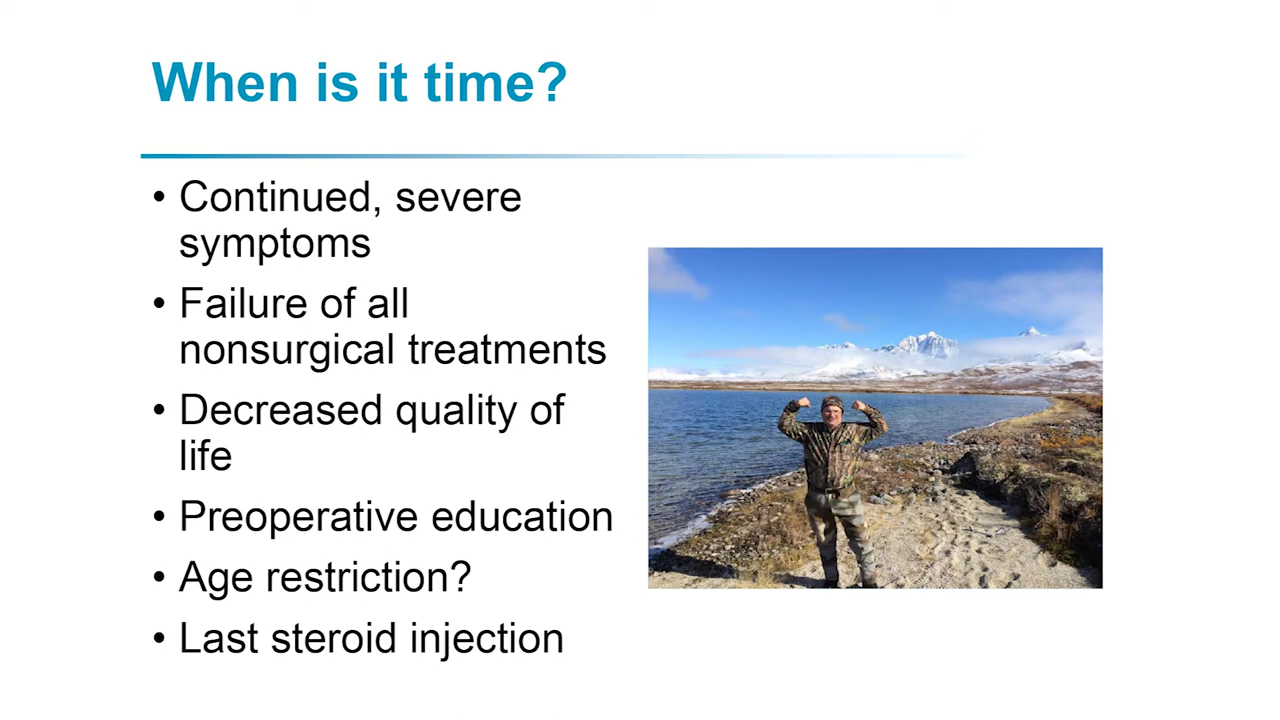 When is it time?
• Continued, severe
symptoms
• Failure of all
nonsurgical treatments
• Decreased quality of
life
• Preoperative education
• Age restriction?
• Last steroid injection